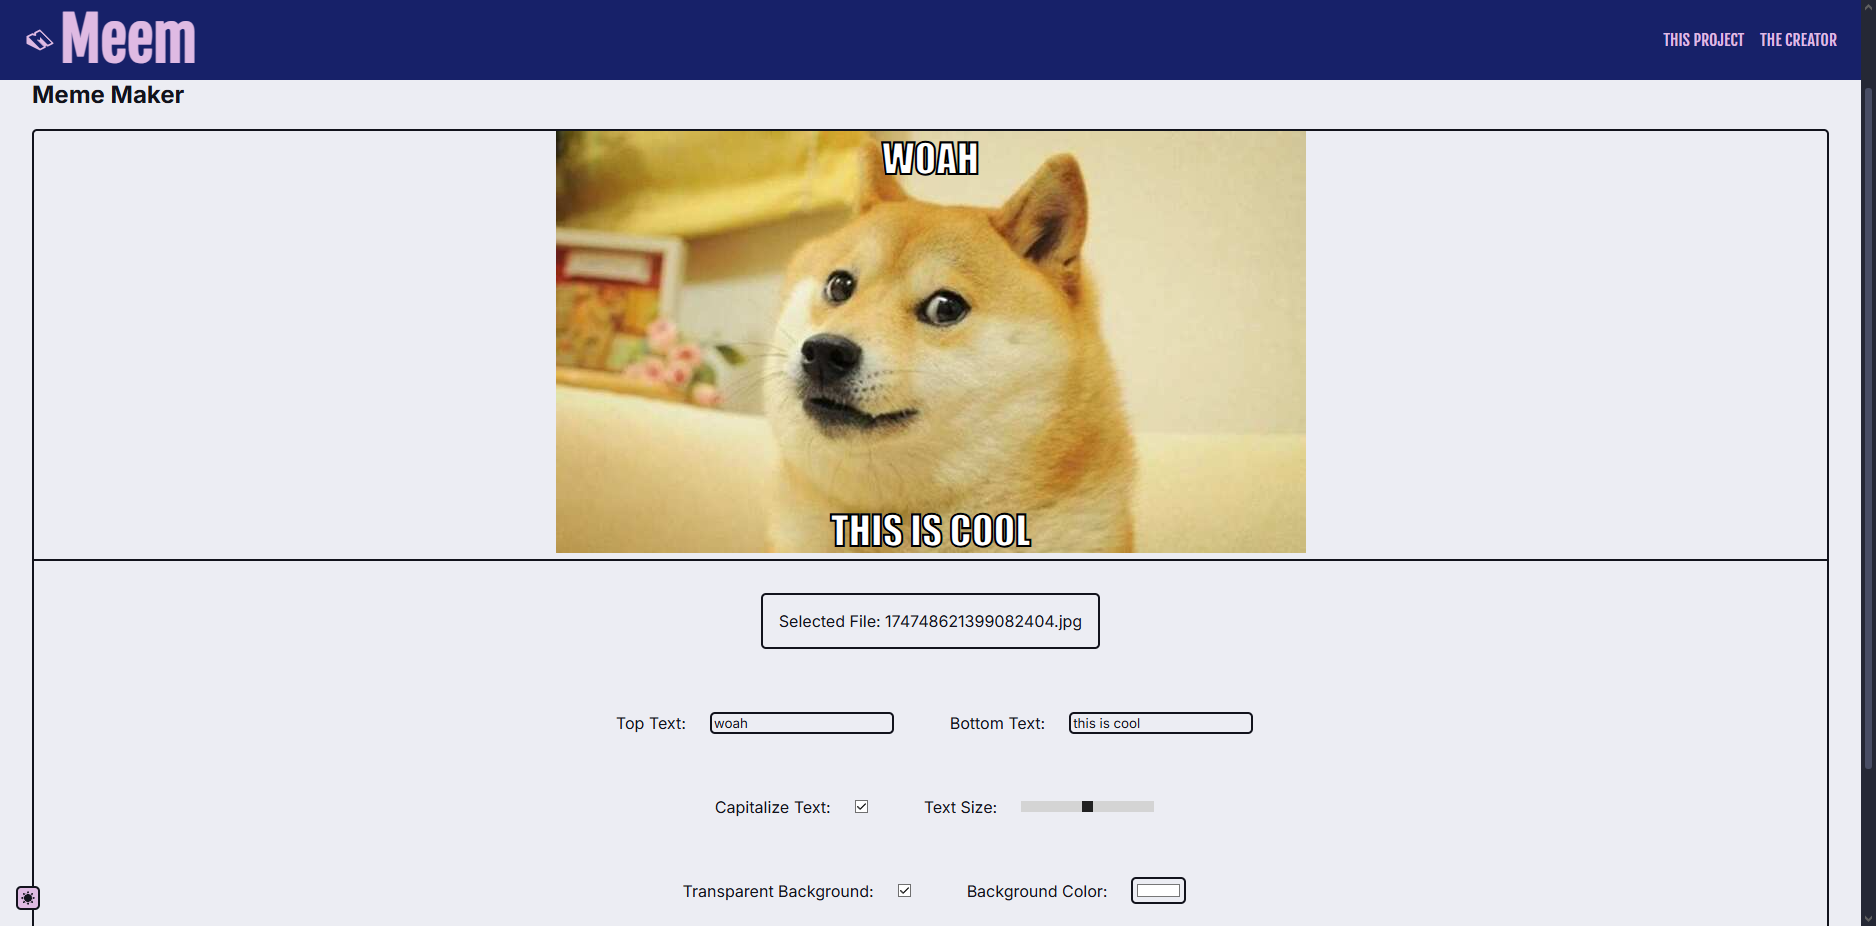 Meem
THIS PROJECT THE CREATOR
Meme Maker
WOAH
THIS IS COOL
Selected File: 174748621399082404.jpg
Top Text: woah Bottom Text: this is cool
Capitalize Text: Text Size:
Transparent Background: Background Color: